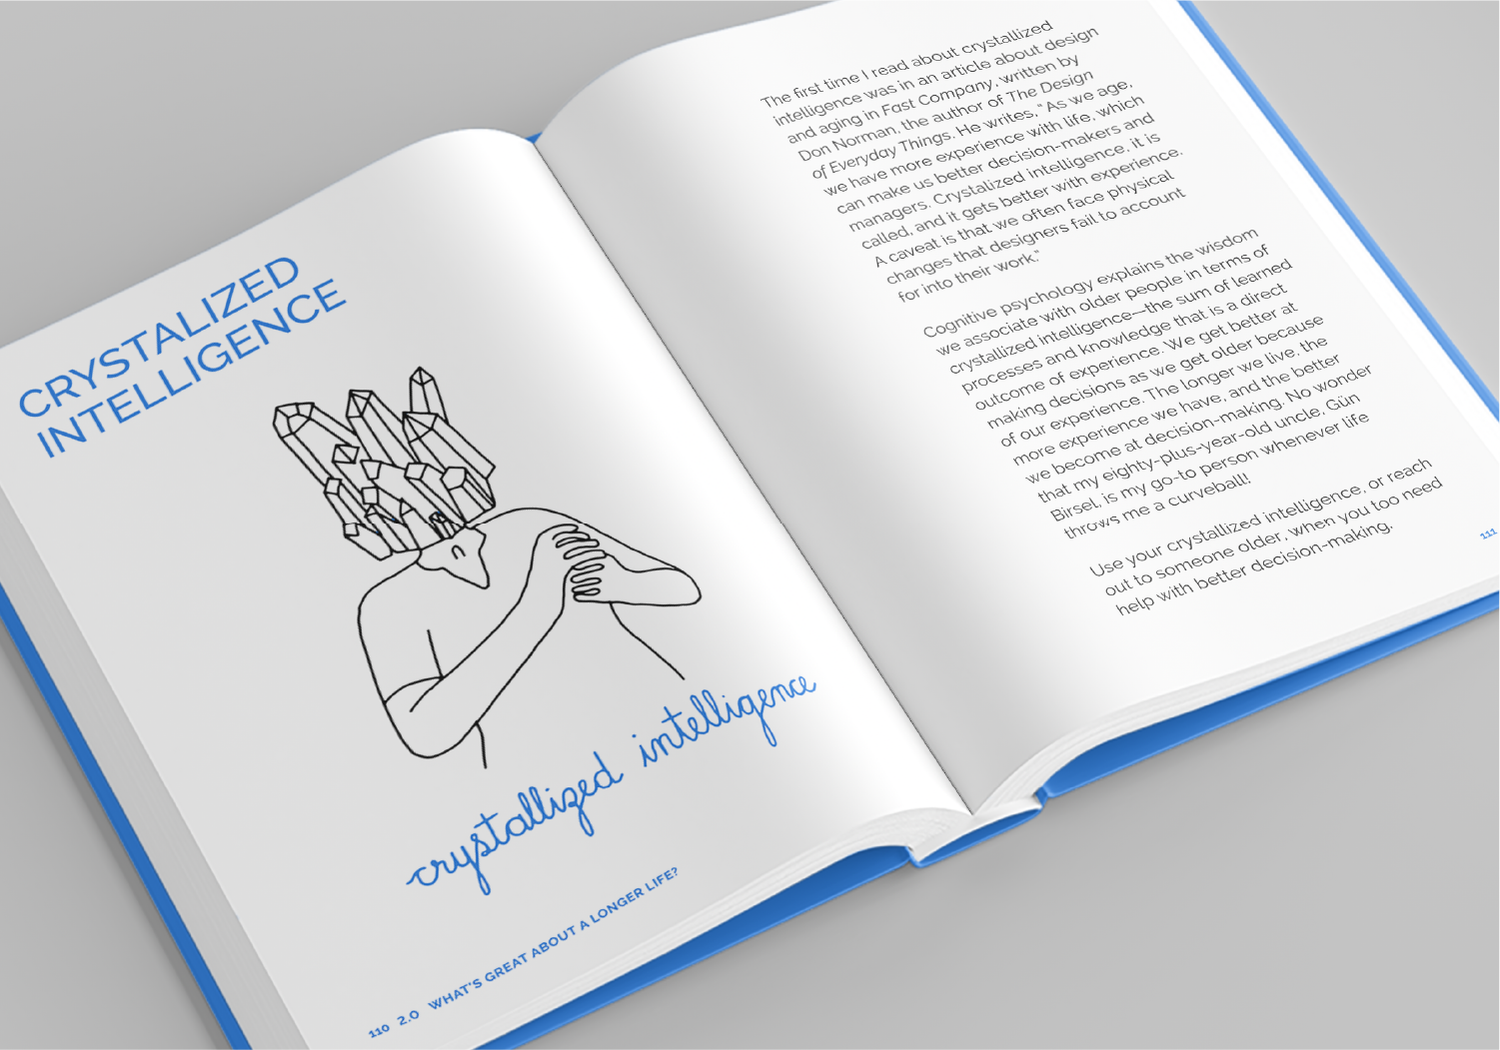 CRYSTALIZED
INTELLIGENCE
crystallized intelligence
110 2.0 WHAT'S GREAT ABOUT A LONGER LIFE?
The first time I read about crystallized
intelligence was in an article about design
and aging in Fast Company, written by
Don Norman, the author of The Design
of Everyday Things. He writes, "As we age,
we have more experience with life, which
can make us better decision-makers and
managers. Crystalized intelligence, it is
called, and it gets better with experience.
A caveat is that we often face physical
changes that designers fail to account
for into their work."
Cognitive psychology explains the wisdom
we associate with older people in terms of
crystallized intelligence—the sum of learned
processes and knowledge that is a direct
outcome of experience. We get better at
making decisions as we get older because
of our experience. The longer we live, the
more experience we have, and the better
we become at decision-making. No wonder
that my eighty-plus-year-old uncle, Gün
Birsel, is my go-to person whenever life
throws me a curveball!
Use your crystallized intelligence, or reach
out to someone older, when you too need
help with better decision-making.
111